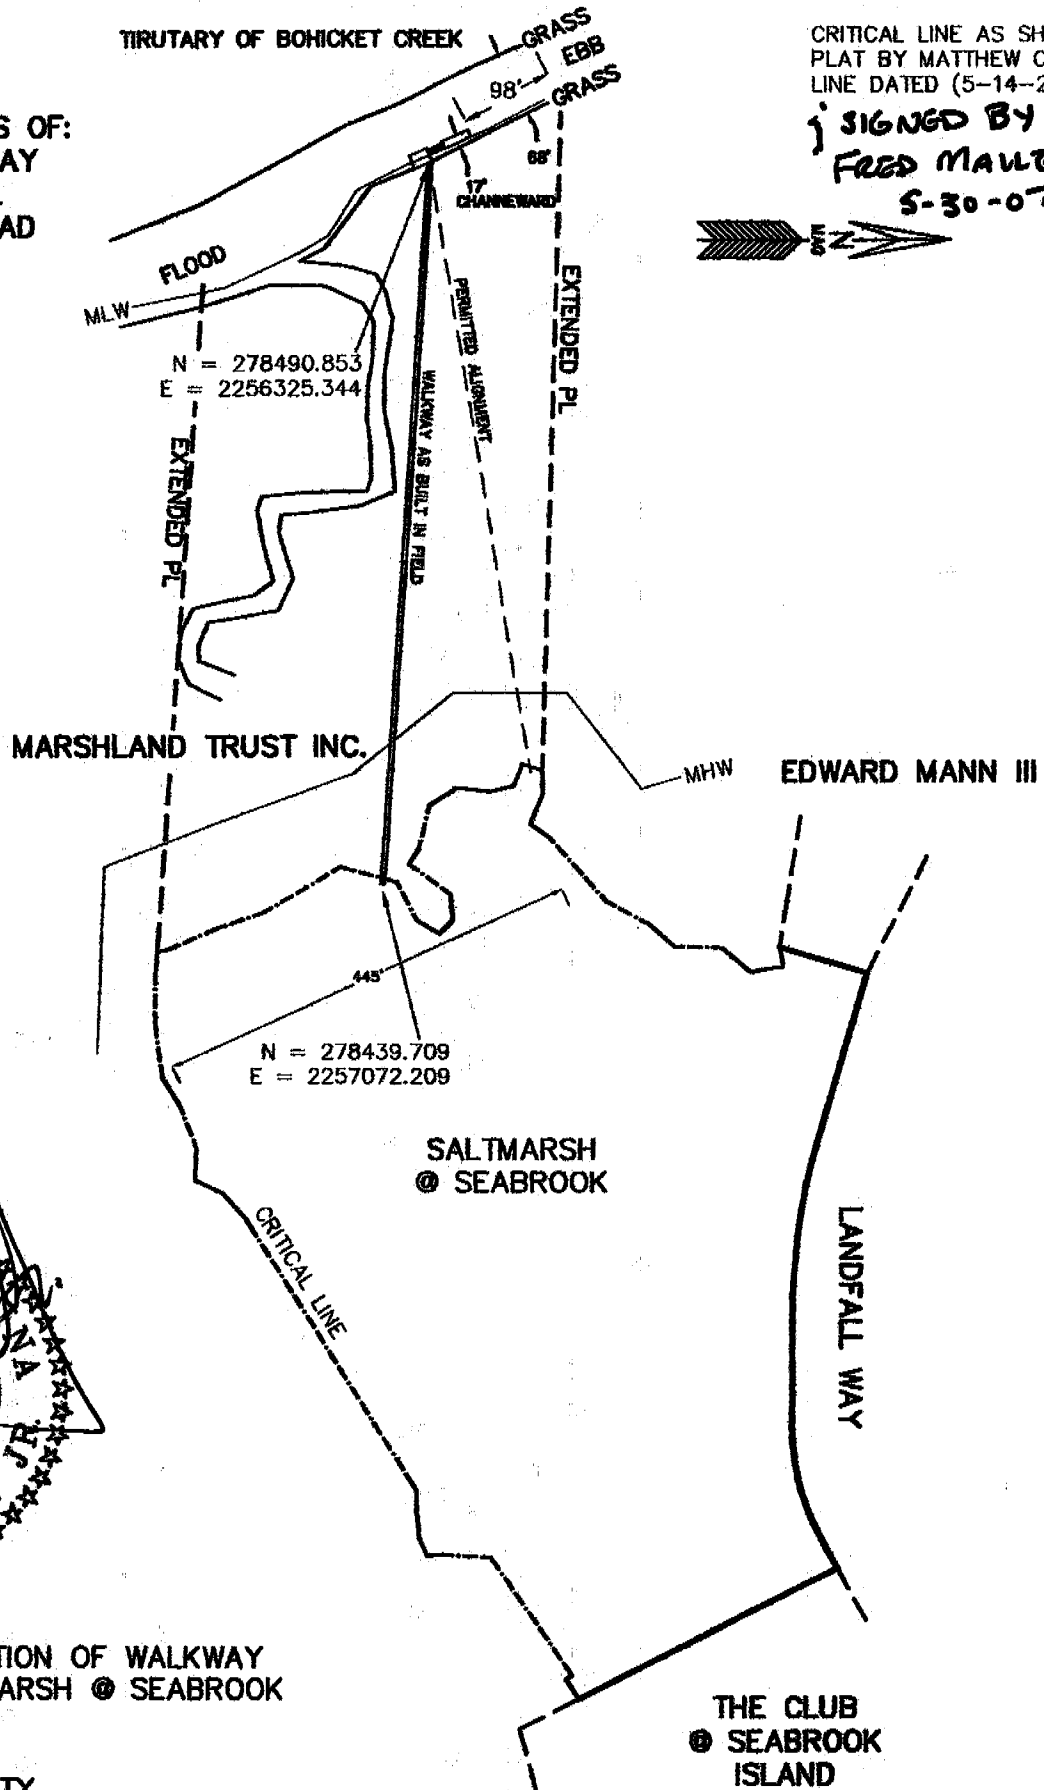 TIRUTARY OF BOHICKET CREEK
GRASS
EBB
GRASS
98'
68'
17'
CHANNEWARD
CRITICAL LINE AS SH
PLAT BY MATTHEW C
LINE DATED (5-14-2
SIGNED BY
FRED
5-30-07
S OF:
AY
AD
MAG
N
FLOOD
MLW
N = 278490.853
E = 2256325.344
PERMITTED ALIGNMENT
EXTENDED PL
WALKWAY AS BUILT IN FIELD
EXTENDED PL
MARSHLAND TRUST INC.
MHW
EDWARD MANN III
445'
N = 278439.709
E = 2257072.209
SALTMARSH
@ SEABROOK
CRITICAL LINE
LANDFALL WAY
NA
JR.
TION OF WALKWAY
ARSH @ SEABROOK
THE CLUB
@ SEABROOK
ISLAND
TY